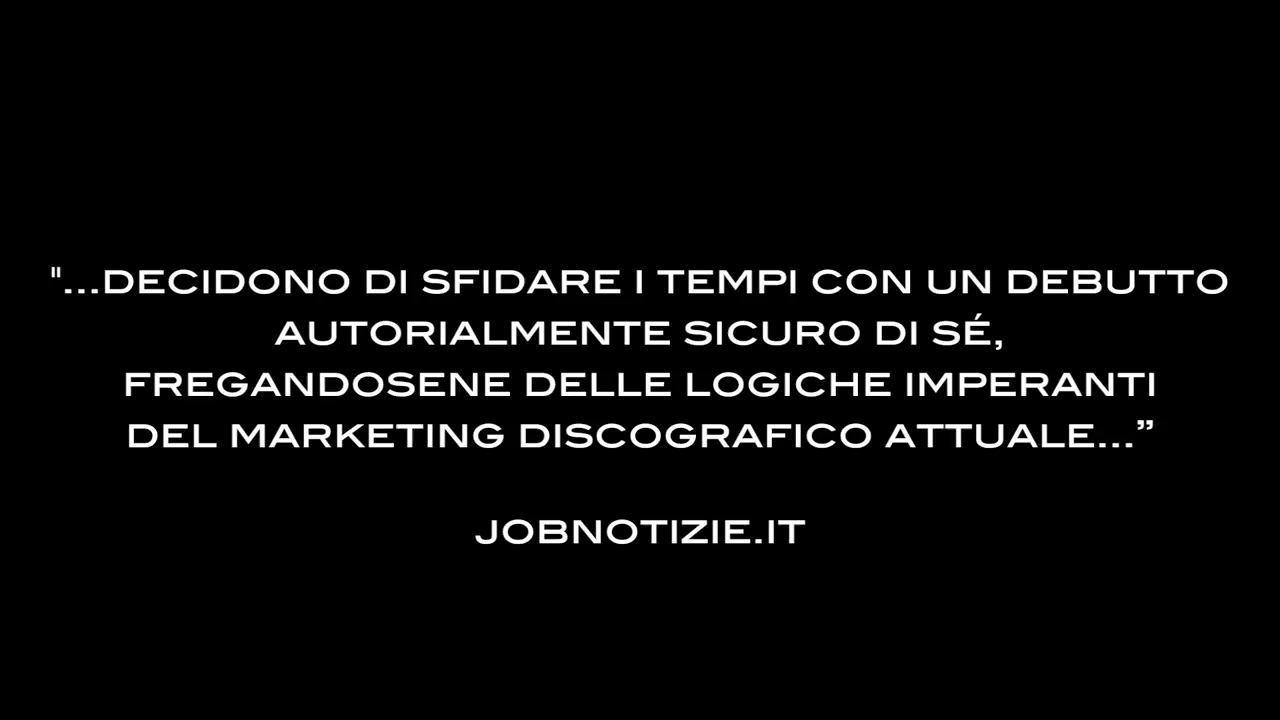 "...DECIDONO DI SFIDARE I TEMPI CON UN DEBUTTO
AUTORIALMENTE SICURO DI SÉ,
FREGANDOSENE DELLE LOGICHE IMPERANTI
DEL MARKETING DISCOGRAFICO ATTUALE...”
JOBNOTIZIE.IT